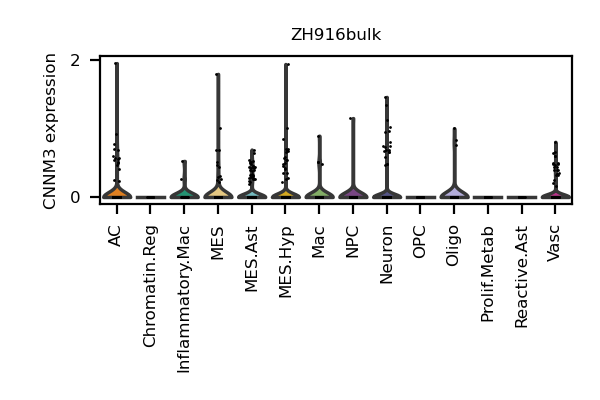 ZH916bulk
CNNM3 expression
2
0
AC
Chromatin.Reg
Inflammatory.Mac
MES
MES.Ast
MES.Hyp
Mac
NPC
Neuron
OPC
Oligo
Prolif.Metab
Reactive.Ast
Vasc